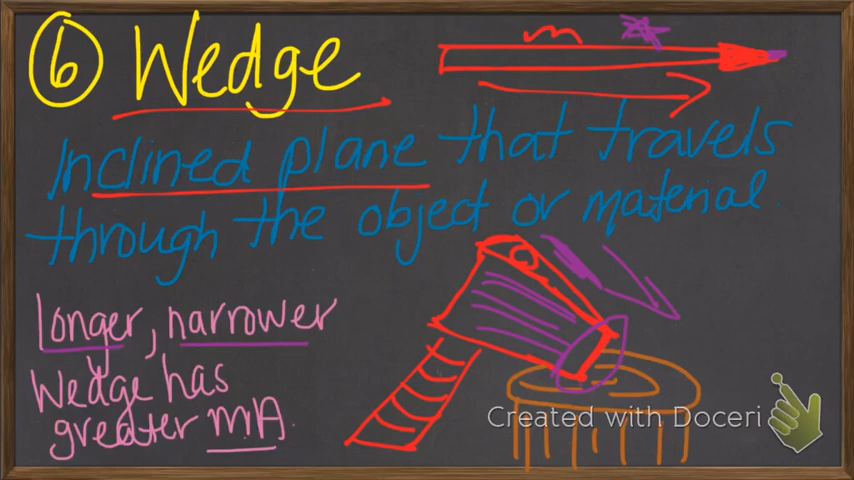 6 Wedge
Inclined plane that travels
through the object or material.
longer, narrower
Wedge has
greater M.A.
Created with Doceri